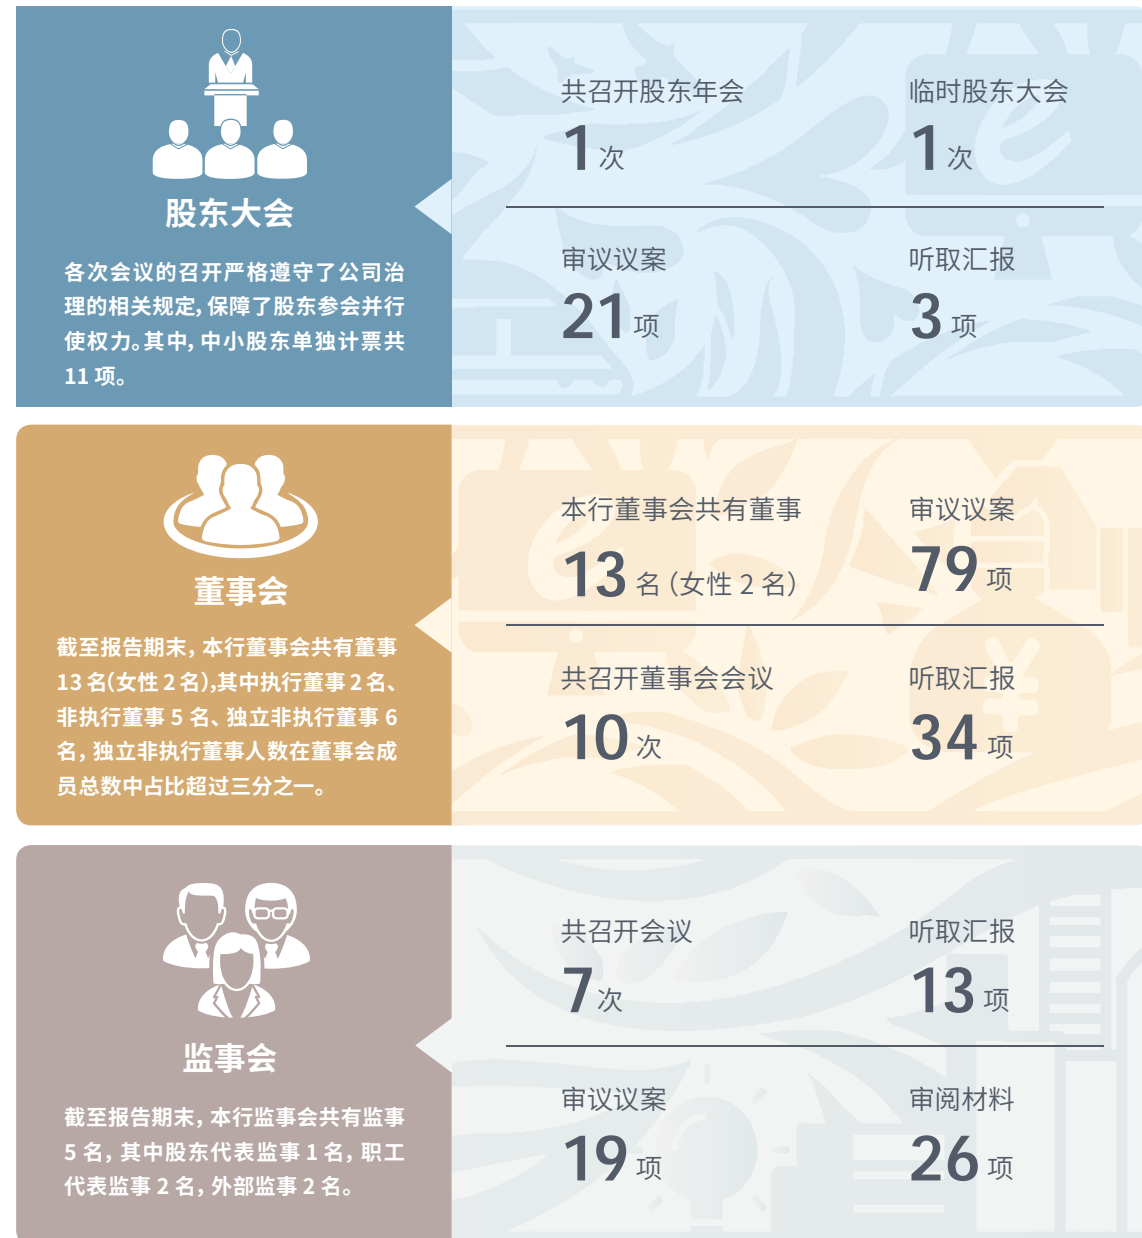 股东大会
各次会议的召开严格遵守了公司治
理的相关规定，保障了股东参会并行
使权力。其中，中小股东单独计票共
11 项。
共召开股东年会
1 次
临时股东大会
1 次
审议议案
21 项
听取汇报
3 项
董事会
截至报告期末，本行董事会共有董事
13 名（女性 2 名），其中执行董事 2 名、
非执行董事 5 名、独立非执行董事 6
名，独立非执行董事人数在董事会成
员总数中占比超过三分之一。
本行董事会共有董事
13 名（女性 2 名）
审议议案
79 项
共召开董事会会议
10 次
听取汇报
34 项
监事会
截至报告期末，本行监事会共有监事
5 名，其中股东代表监事 1 名，职工
代表监事 2 名，外部监事 2 名。
共召开会议
7 次
听取汇报
13 项
审议议案
19 项
审阅材料
26 项